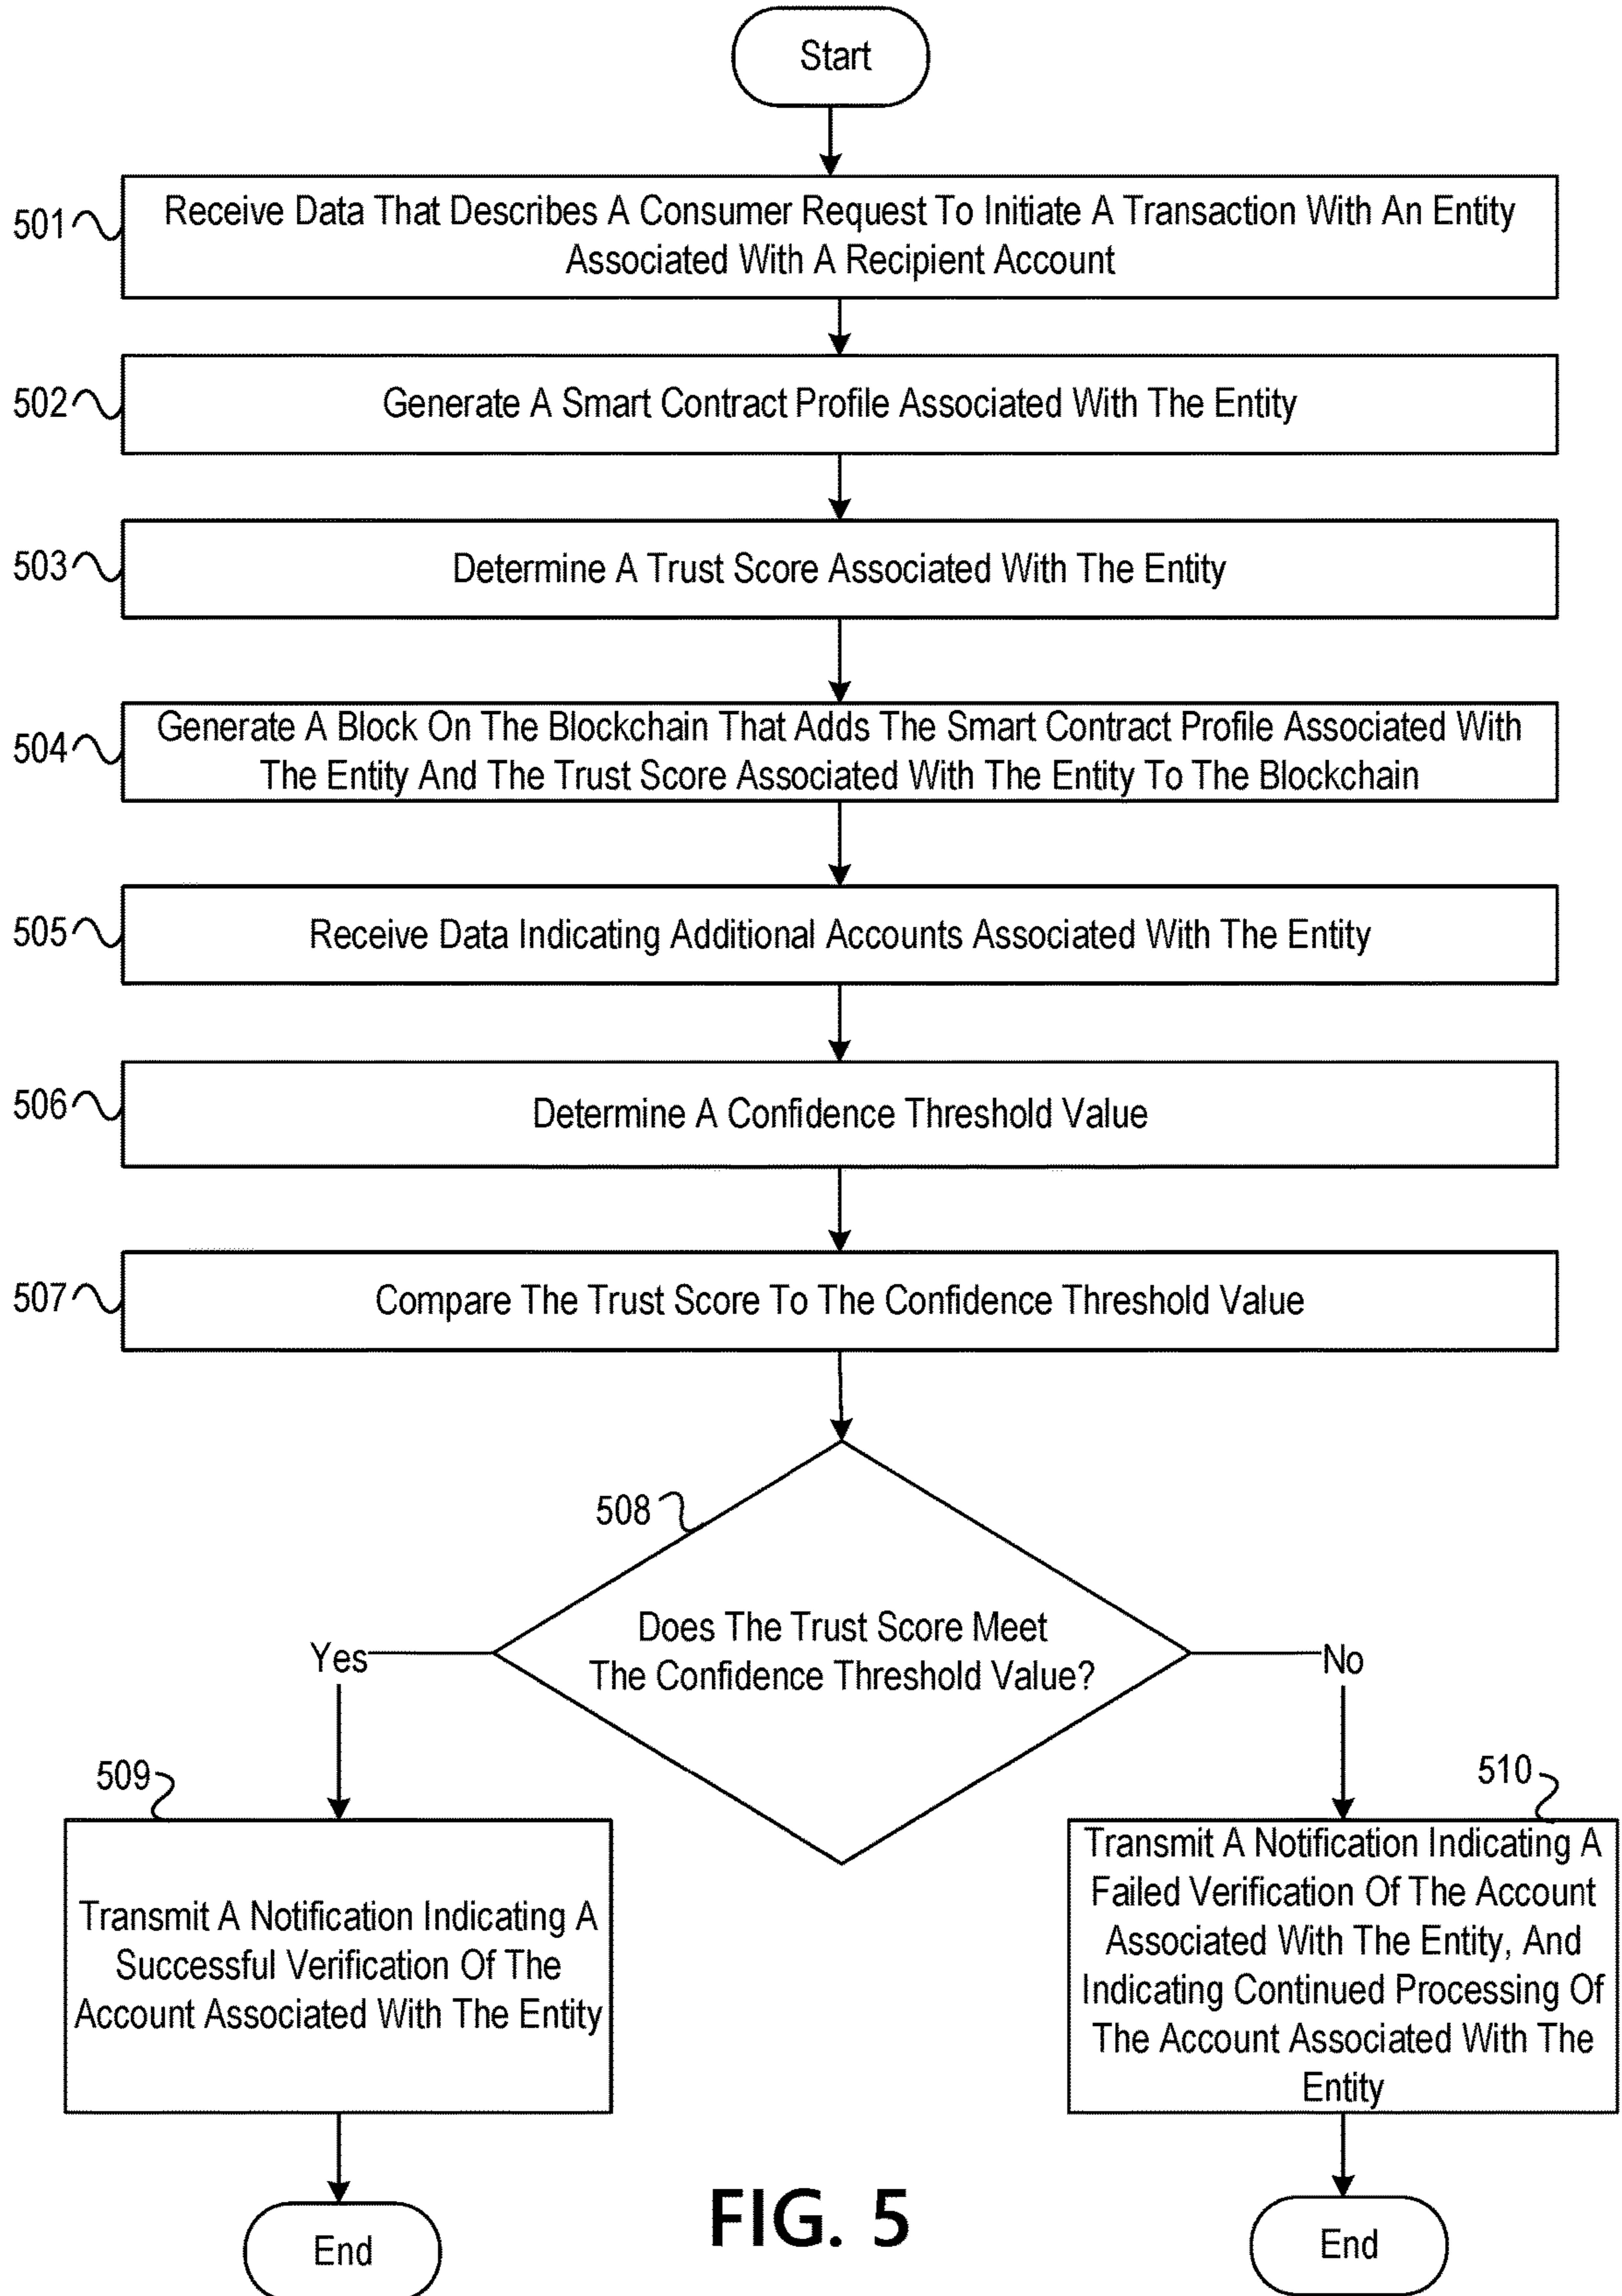 Start
501
Receive Data That Describes A Consumer Request To Initiate A Transaction With An Entity
Associated With A Recipient Account
502
Generate A Smart Contract Profile Associated With The Entity
503
Determine A Trust Score Associated With The Entity
504
Generate A Block On The Blockchain That Adds The Smart Contract Profile Associated With
The Entity And The Trust Score Associated With The Entity To The Blockchain
505
Receive Data Indicating Additional Accounts Associated With The Entity
506
Determine A Confidence Threshold Value
507
Compare The Trust Score To The Confidence Threshold Value
508
Does The Trust Score Meet
The Confidence Threshold Value?
Yes
No
509
Transmit A Notification Indicating A
Successful Verification Of The
Account Associated With The Entity
510
Transmit A Notification Indicating A
Failed Verification Of The Account
Associated With The Entity, And
Indicating Continued Processing Of
The Account Associated With The
Entity
End
End
FIG. 5